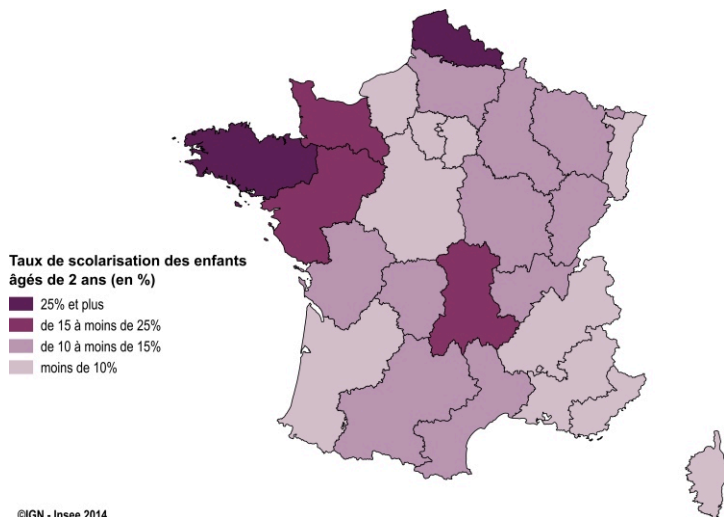 Taux de scolarisation des enfants
âgés de 2 ans (en %)
25% et plus
de 15 à moins de 25%
de 10 à moins de 15%
moins de 10%
©IGN - Insee 2014